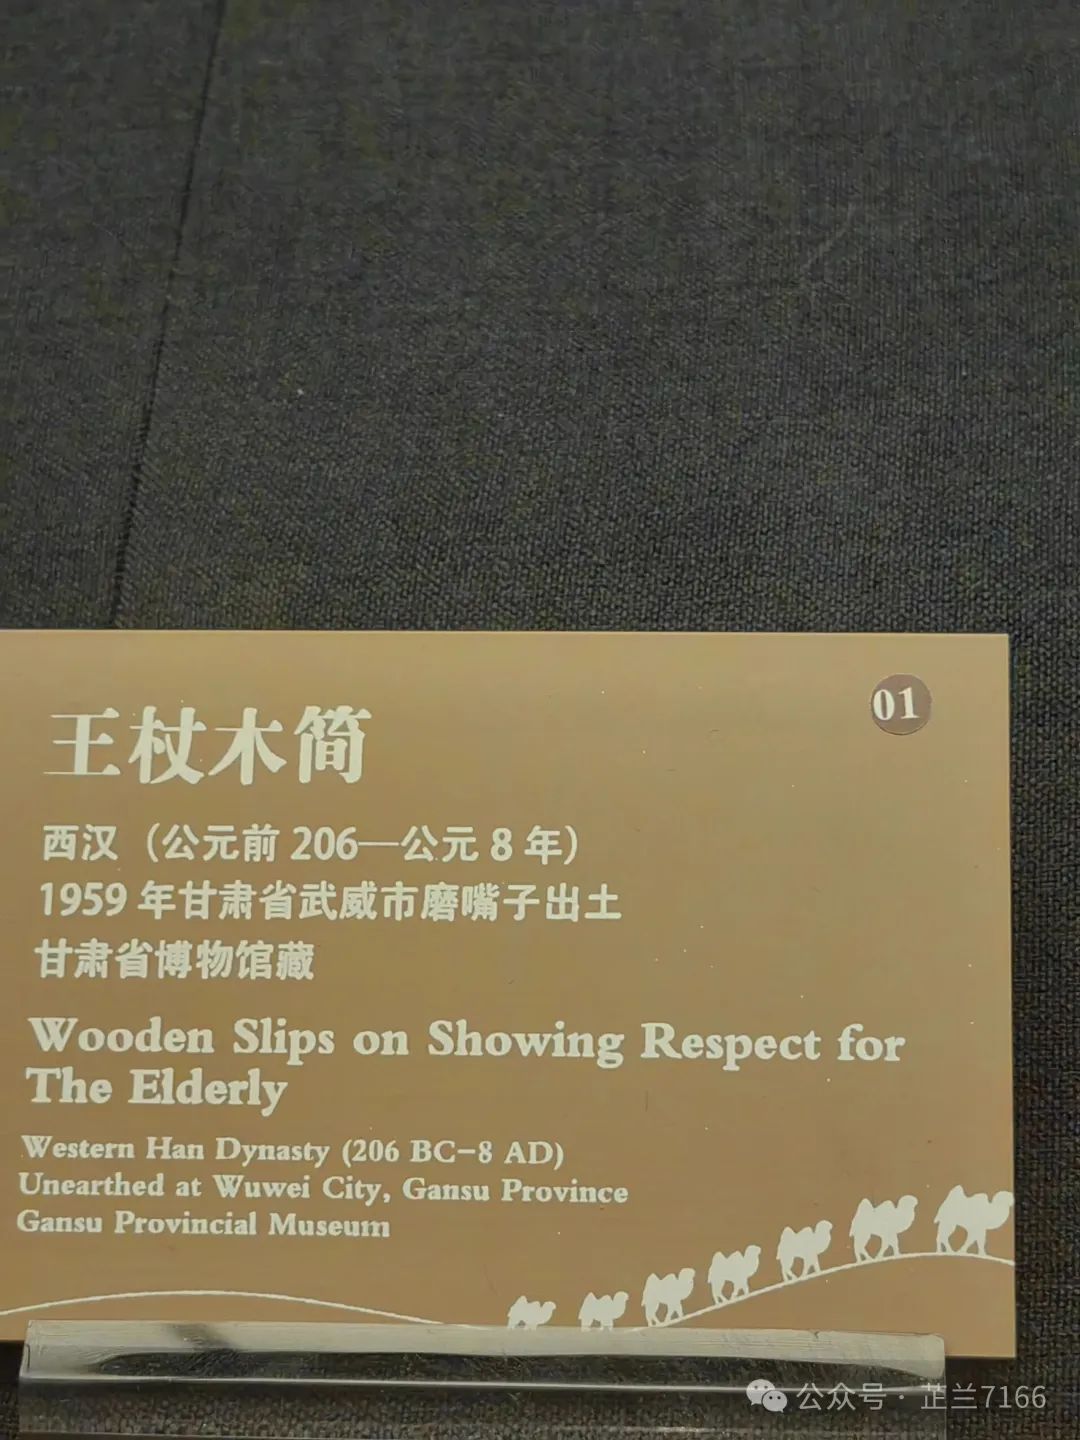 王杖木简
01
西汉（公元前 206—公元 8 年）
1959 年甘肃省武威市磨嘴子出土
甘肃省博物馆藏
Wooden Slips on Showing Respect for
The Elderly
Western Han Dynasty (206 BC–8 AD)
Unearthed at Wuwei City, Gansu Province
Gansu Provincial Museum
公众号 · 芷兰7166